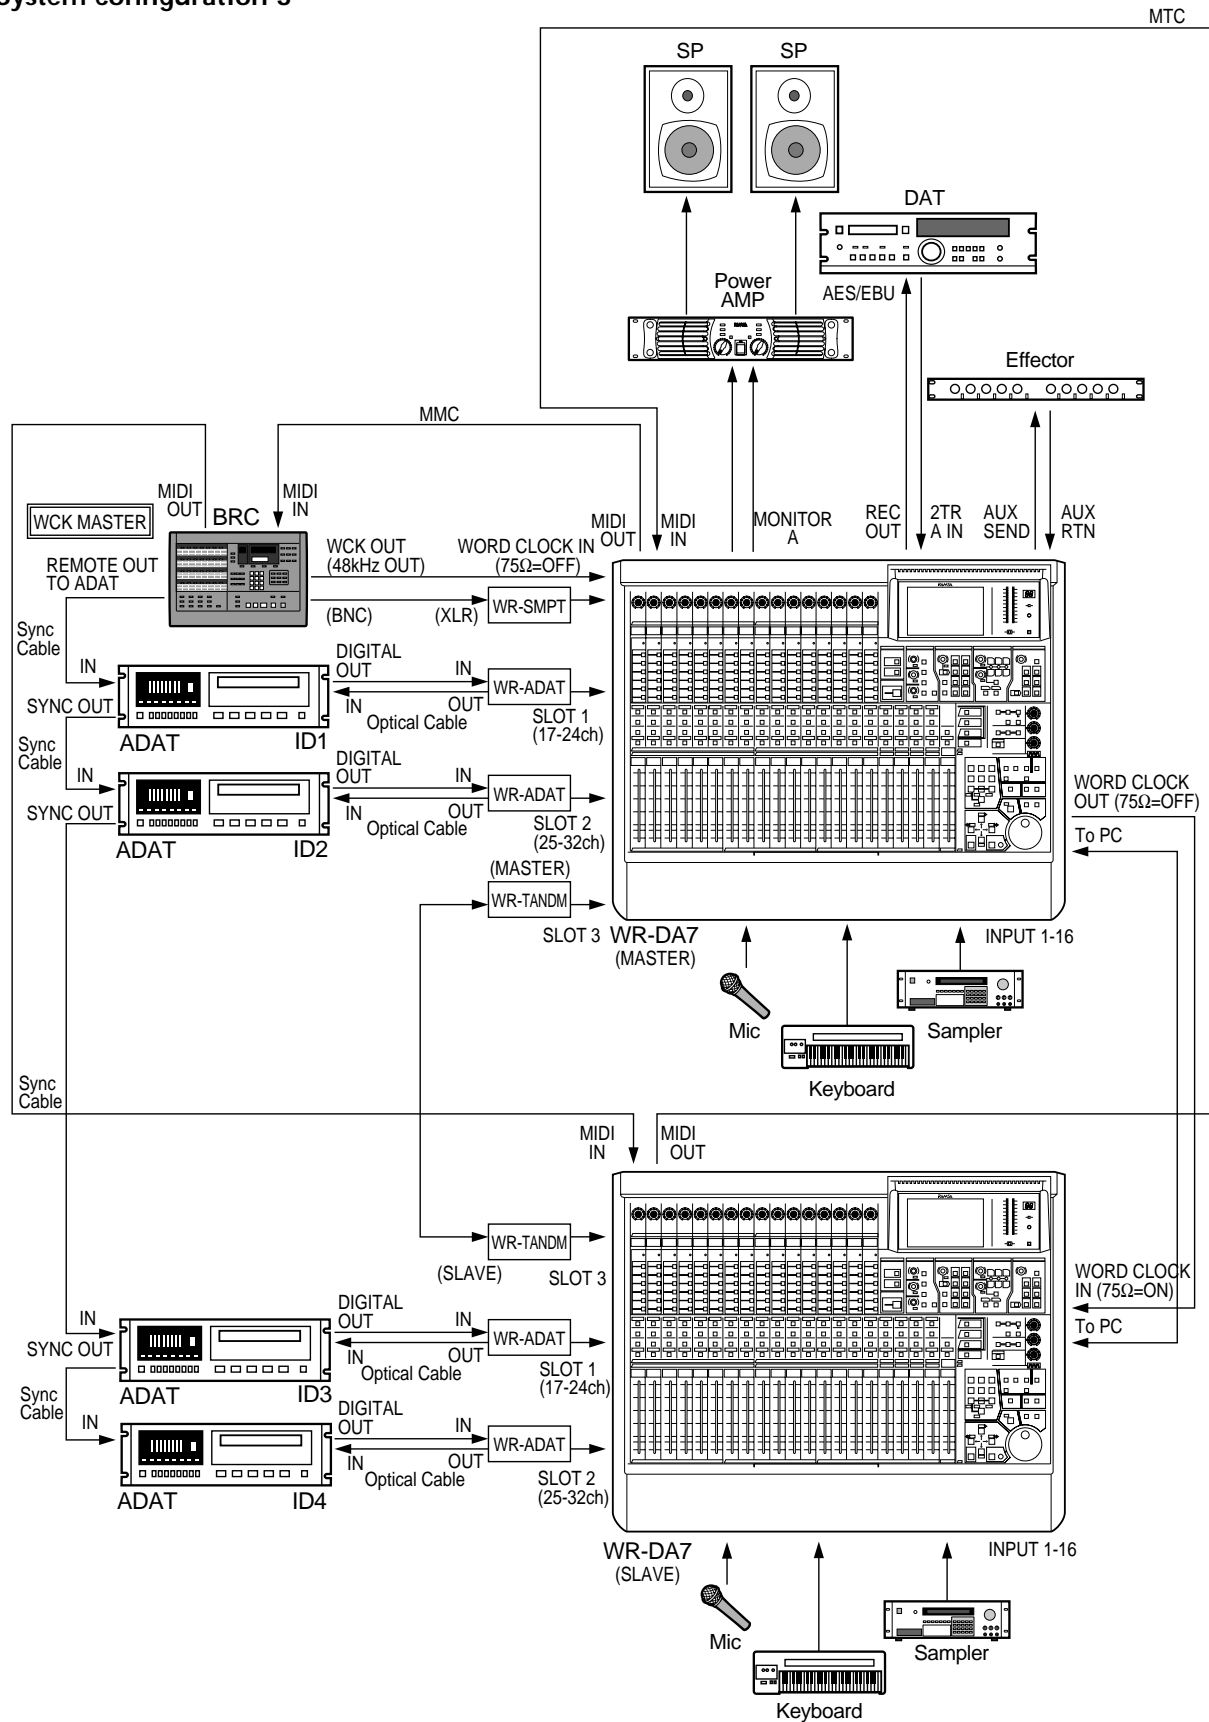 System configuration 3
MTC
SP
SP
DAT
Power
AMP
AES/EBU
Effector
MMC
MIDI
OUT
MIDI
IN
WCK MASTER
BRC
MIDI
OUT
MIDI
IN
MONITOR
A
REC
OUT
2TR
A IN
AUX
SEND
AUX
RTN
REMOTE OUT
TO ADAT
WCK OUT
(48kHz OUT)
WORD CLOCK IN
(75Ω=OFF)
(BNC)
(XLR)
WR-SMPT
Sync
Cable
IN
DIGITAL
OUT
IN
WR-ADAT
SYNC OUT
IN
OUT
Optical Cable
SLOT 1
(17-24ch)
ADAT
ID1
Sync
Cable
IN
DIGITAL
OUT
IN
WR-ADAT
SYNC OUT
IN
OUT
Optical Cable
SLOT 2
(25-32ch)
ADAT
ID2
WORD CLOCK
OUT (75Ω=OFF)
To PC
(MASTER)
WR-TANDM
SLOT 3
WR-DA7
(MASTER)
INPUT 1-16
Mic
Sampler
Keyboard
Sync
Cable
MIDI
IN
MIDI
OUT
WR-TANDM
(SLAVE)
SLOT 3
WORD CLOCK
IN (75Ω=ON)
To PC
IN
DIGITAL
OUT
IN
WR-ADAT
SYNC OUT
IN
OUT
Optical Cable
SLOT 1
(17-24ch)
ADAT
ID3
Sync
Cable
IN
DIGITAL
OUT
IN
WR-ADAT
IN
OUT
Optical Cable
SLOT 2
(25-32ch)
ADAT
ID4
WR-DA7
(SLAVE)
INPUT 1-16
Mic
Sampler
Keyboard